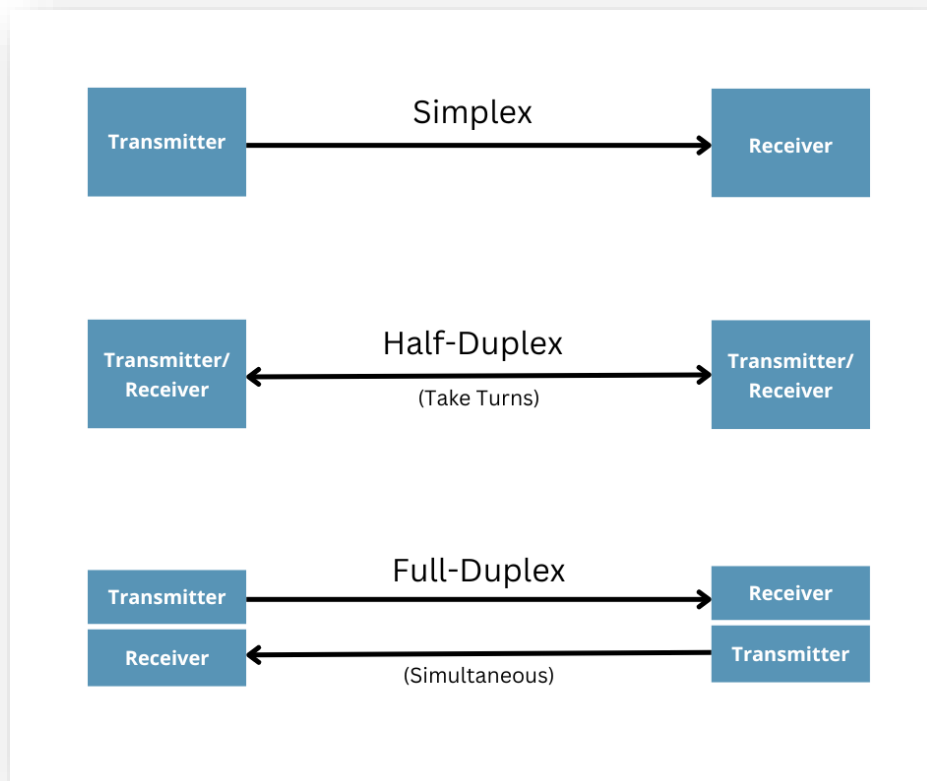 Simplex
Transmitter
Receiver
Half-Duplex
Transmitter/
Receiver
(Take Turns)
Transmitter/
Receiver
Full-Duplex
Transmitter
Receiver
Receiver
Transmitter
(Simultaneous)